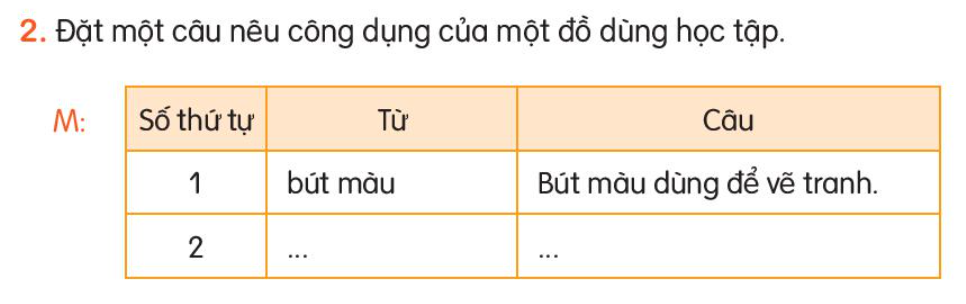 2. Đặt một câu nêu công dụng của một đồ dùng học tập.
M:
Số thứ tự Từ Câu
1 bút màu Bút màu dùng để vẽ tranh.
2 ... ...